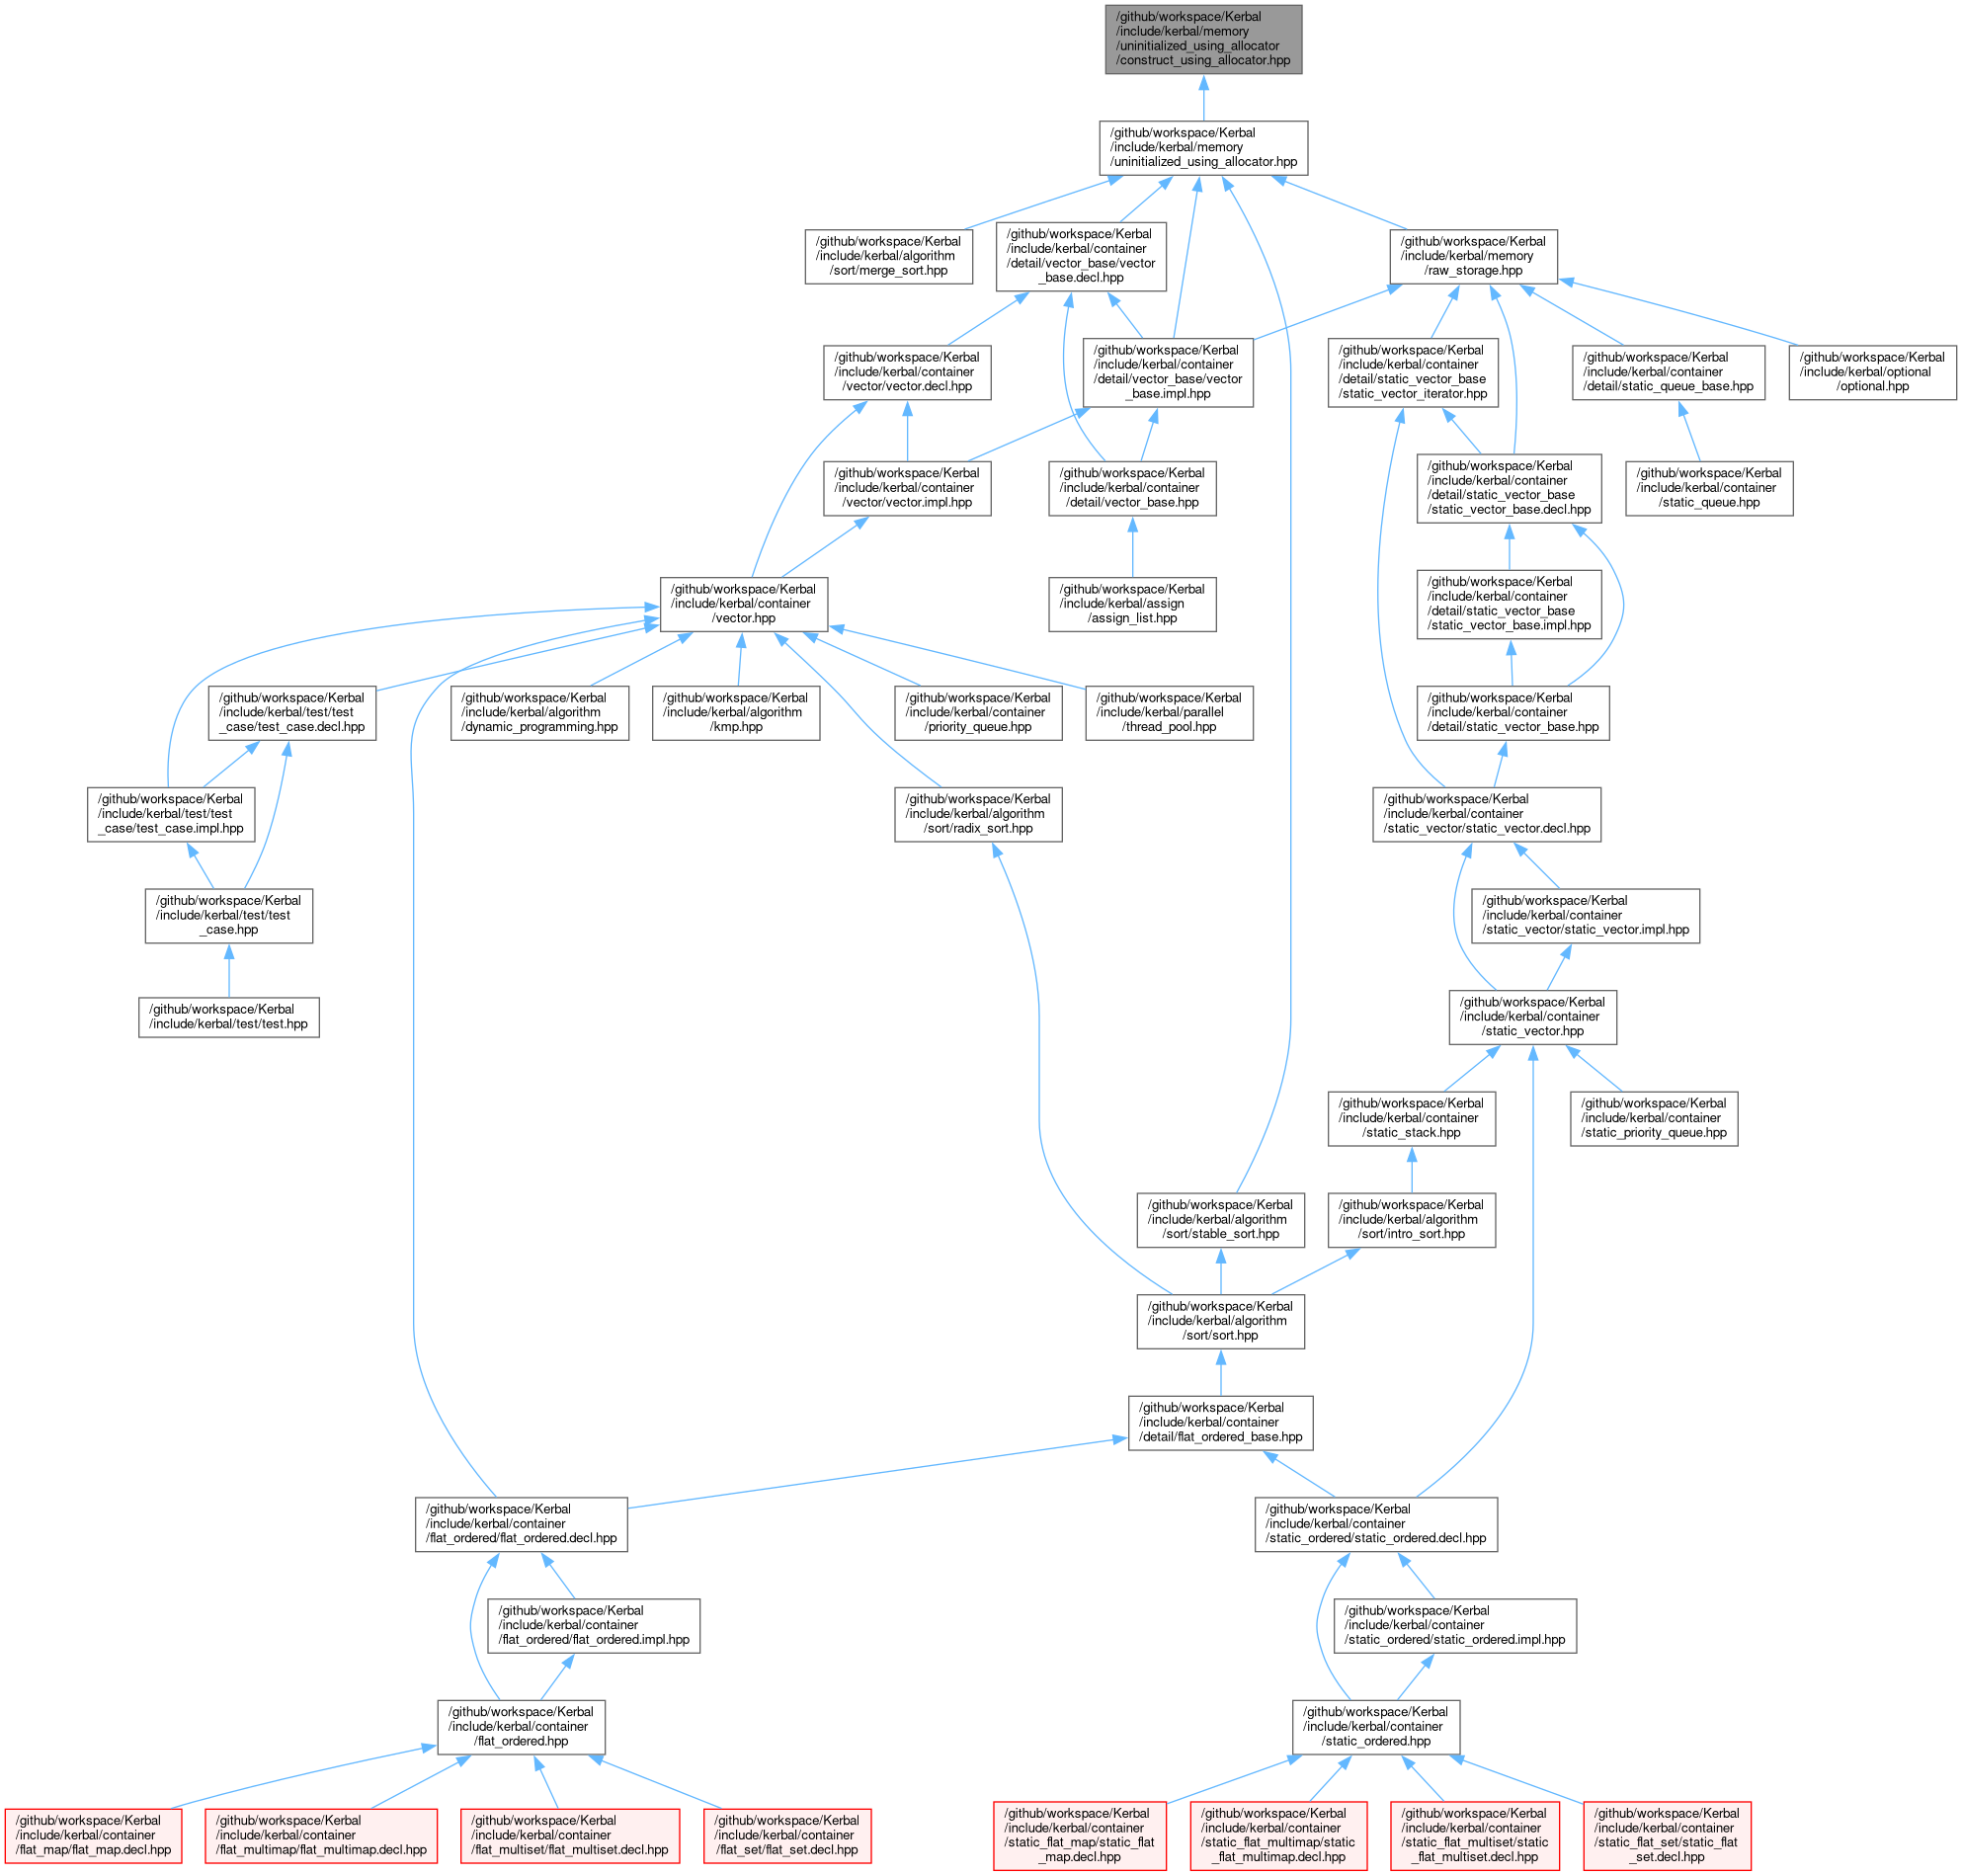 /github/workspace/Kerbal
/include/kerbal/memory
/uninitialized_using_allocator
/construct_using_allocator.hpp
/github/workspace/Kerbal
/include/kerbal/memory
/uninitialized_using_allocator.hpp
/github/workspace/Kerbal
/include/kerbal/algorithm
/sort/merge_sort.hpp
/github/workspace/Kerbal
/include/kerbal/container
/detail/vector_base/vector
_base.decl.hpp
/github/workspace/Kerbal
/include/kerbal/memory
/raw_storage.hpp
/github/workspace/Kerbal
/include/kerbal/container
/vector/vector.decl.hpp
/github/workspace/Kerbal
/include/kerbal/container
/detail/vector_base/vector
_base.impl.hpp
/github/workspace/Kerbal
/include/kerbal/container
/detail/static_vector_base
/static_vector_iterator.hpp
/github/workspace/Kerbal
/include/kerbal/container
/detail/static_queue_base.hpp
/github/workspace/Kerbal
/include/kerbal/optional
/optional.hpp
/github/workspace/Kerbal
/include/kerbal/container
/vector/vector.impl.hpp
/github/workspace/Kerbal
/include/kerbal/container
/detail/vector_base.hpp
/github/workspace/Kerbal
/include/kerbal/container
/detail/static_vector_base
/static_vector_base.decl.hpp
/github/workspace/Kerbal
/include/kerbal/container
/static_queue.hpp
/github/workspace/Kerbal
/include/kerbal/container
/vector.hpp
/github/workspace/Kerbal
/include/kerbal/assign
/assign_list.hpp
/github/workspace/Kerbal
/include/kerbal/container
/detail/static_vector_base
/static_vector_base.impl.hpp
/github/workspace/Kerbal
/include/kerbal/test/test
_case/test_case.decl.hpp
/github/workspace/Kerbal
/include/kerbal/algorithm
/dynamic_programming.hpp
/github/workspace/Kerbal
/include/kerbal/algorithm
/kmp.hpp
/github/workspace/Kerbal
/include/kerbal/container
/priority_queue.hpp
/github/workspace/Kerbal
/include/kerbal/parallel
/thread_pool.hpp
/github/workspace/Kerbal
/include/kerbal/container
/detail/static_vector_base.hpp
/github/workspace/Kerbal
/include/kerbal/test/test
_case/test_case.impl.hpp
/github/workspace/Kerbal
/include/kerbal/algorithm
/sort/radix_sort.hpp
/github/workspace/Kerbal
/include/kerbal/container
/static_vector/static_vector.decl.hpp
/github/workspace/Kerbal
/include/kerbal/test/test
_case.hpp
/github/workspace/Kerbal
/include/kerbal/container
/static_vector/static_vector.impl.hpp
/github/workspace/Kerbal
/include/kerbal/test/test.hpp
/github/workspace/Kerbal
/include/kerbal/container
/static_vector.hpp
/github/workspace/Kerbal
/include/kerbal/container
/static_stack.hpp
/github/workspace/Kerbal
/include/kerbal/container
/static_priority_queue.hpp
/github/workspace/Kerbal
/include/kerbal/algorithm
/sort/stable_sort.hpp
/github/workspace/Kerbal
/include/kerbal/algorithm
/sort/intro_sort.hpp
/github/workspace/Kerbal
/include/kerbal/algorithm
/sort/sort.hpp
/github/workspace/Kerbal
/include/kerbal/container
/detail/flat_ordered_base.hpp
/github/workspace/Kerbal
/include/kerbal/container
/flat_ordered/flat_ordered.decl.hpp
/github/workspace/Kerbal
/include/kerbal/container
/static_ordered/static_ordered.decl.hpp
/github/workspace/Kerbal
/include/kerbal/container
/flat_ordered/flat_ordered.impl.hpp
/github/workspace/Kerbal
/include/kerbal/container
/static_ordered/static_ordered.impl.hpp
/github/workspace/Kerbal
/include/kerbal/container
/flat_ordered.hpp
/github/workspace/Kerbal
/include/kerbal/container
/static_ordered.hpp
/github/workspace/Kerbal
/include/kerbal/container
/flat_map/flat_map.decl.hpp
/github/workspace/Kerbal
/include/kerbal/container
/flat_multimap/flat_multimap.decl.hpp
/github/workspace/Kerbal
/include/kerbal/container
/flat_multiset/flat_multiset.decl.hpp
/github/workspace/Kerbal
/include/kerbal/container
/flat_set/flat_set.decl.hpp
/github/workspace/Kerbal
/include/kerbal/container
/static_flat_map/static_flat
_map.decl.hpp
/github/workspace/Kerbal
/include/kerbal/container
/static_flat_multimap/static
_flat_multimap.decl.hpp
/github/workspace/Kerbal
/include/kerbal/container
/static_flat_multiset/static
_flat_multiset.decl.hpp
/github/workspace/Kerbal
/include/kerbal/container
/static_flat_set/static_flat
_set.decl.hpp